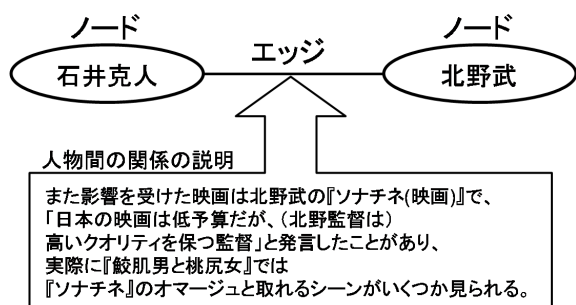 ノード
ノード
エッジ
石井克人
北野武
人物間の関係の説明
また影響を受けた映画は北野武の『ソナチネ(映画)』で、
「日本の映画は低予算だが、（北野監督は）
高いクオリティを保つ監督」と発言したことがあり、
実際に『鮫肌男と桃尻女』では
『ソナチネ』のオマージュと取れるシーンがいくつか見られる。